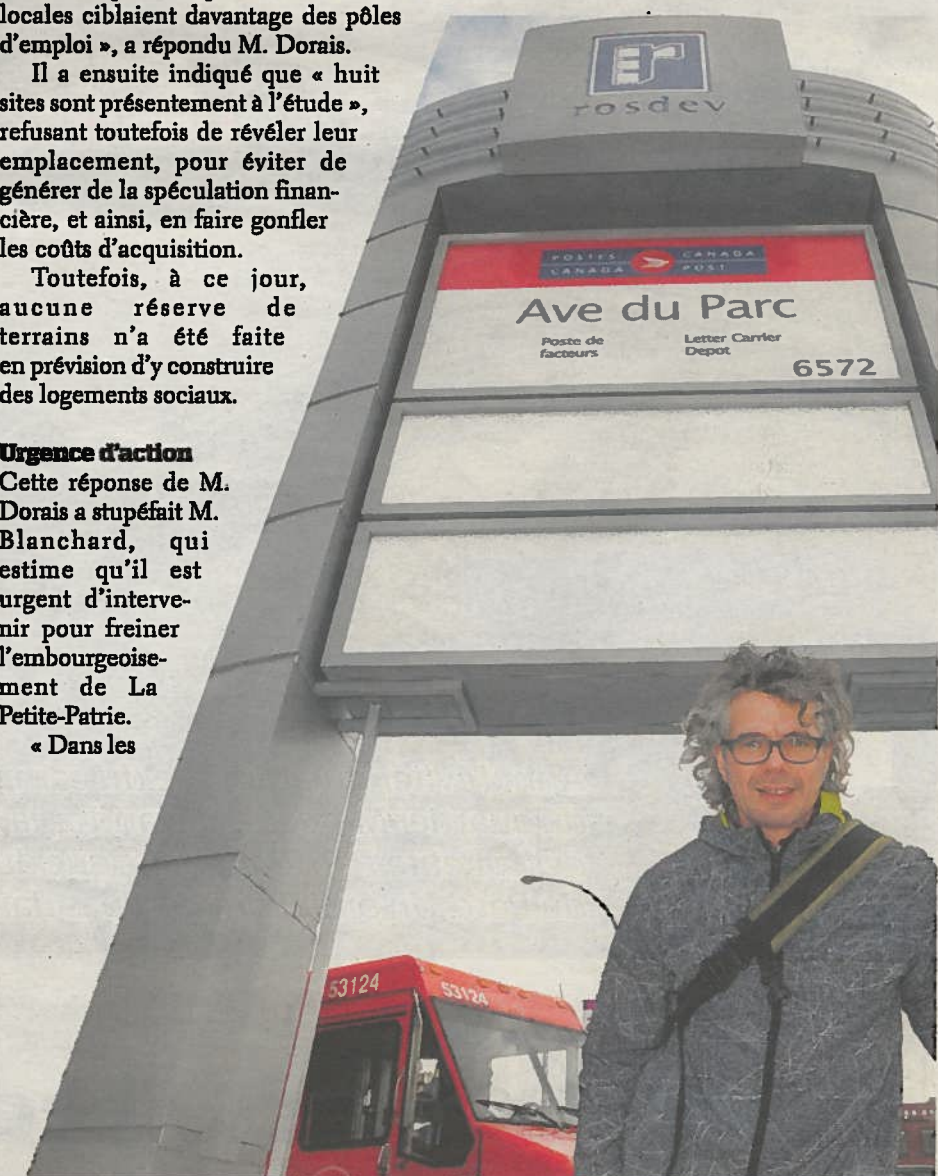 locales ciblaient davantage des pôles
d'emploi », a répondu M. Dorais.
Il a ensuite indiqué que « huit
sites sont présentement à l'étude »,
refusant toutefois de révéler leur
emplacement, pour éviter de
générer de la spéculation finan-
cière, et ainsi, en faire gonfler
les coûts d'acquisition.
Toutefois, à ce jour,
aucune réserve de
terrains n'a été faite
en prévision d'y construire
des logements sociaux.
Urgence d'action
Cette réponse de M.
Dorais a stupéfait M.
Blanchard, qui
estime qu'il est
urgent d'interve-
nir pour freiner
l'embourgeoise-
ment de La
Petite-Patrie.
« Dans les
rosdev
POSTES CANADA
CANADA POST
Ave du Parc
Poste de
facteurs
Letter Carrier
Depot
6572
53124
53124